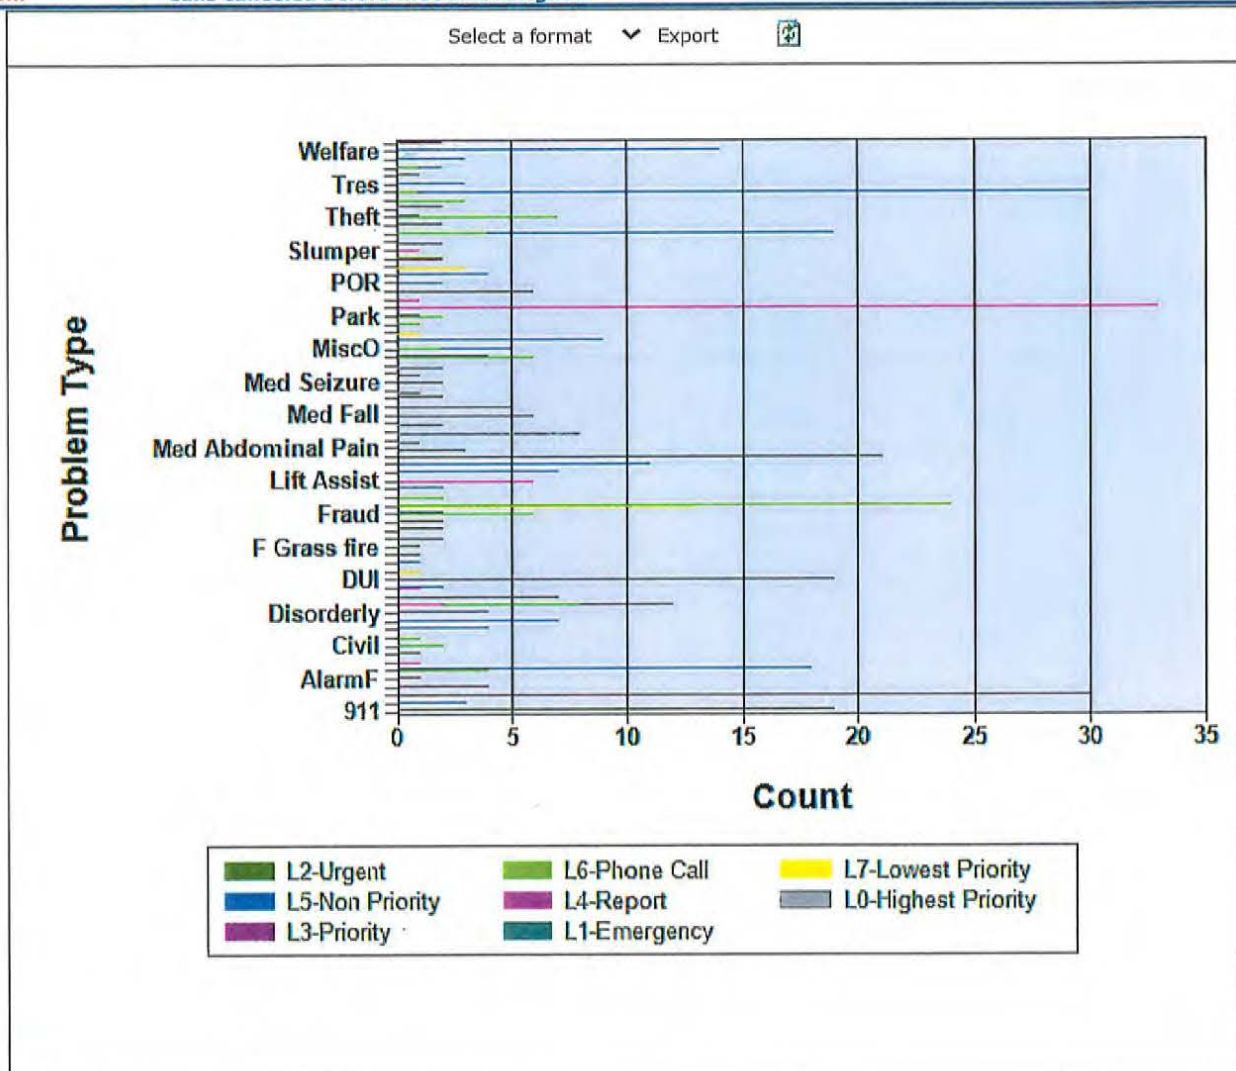 Select a format Export
Welfare
Tres
Theft
Slumper
POR
Park
MiscO
Med Seizure
Med Fall
Med Abdominal Pain
Lift Assist
Fraud
F Grass fire
DUI
Disorderly
Civil
AlarmF
911
Problem Type
0 5 10 15 20 25 30 35
Count
L2-Urgent L6-Phone Call L7-Lowest Priority
L5-Non Priority L4-Report L0-Highest Priority
L3-Priority L1-Emergency